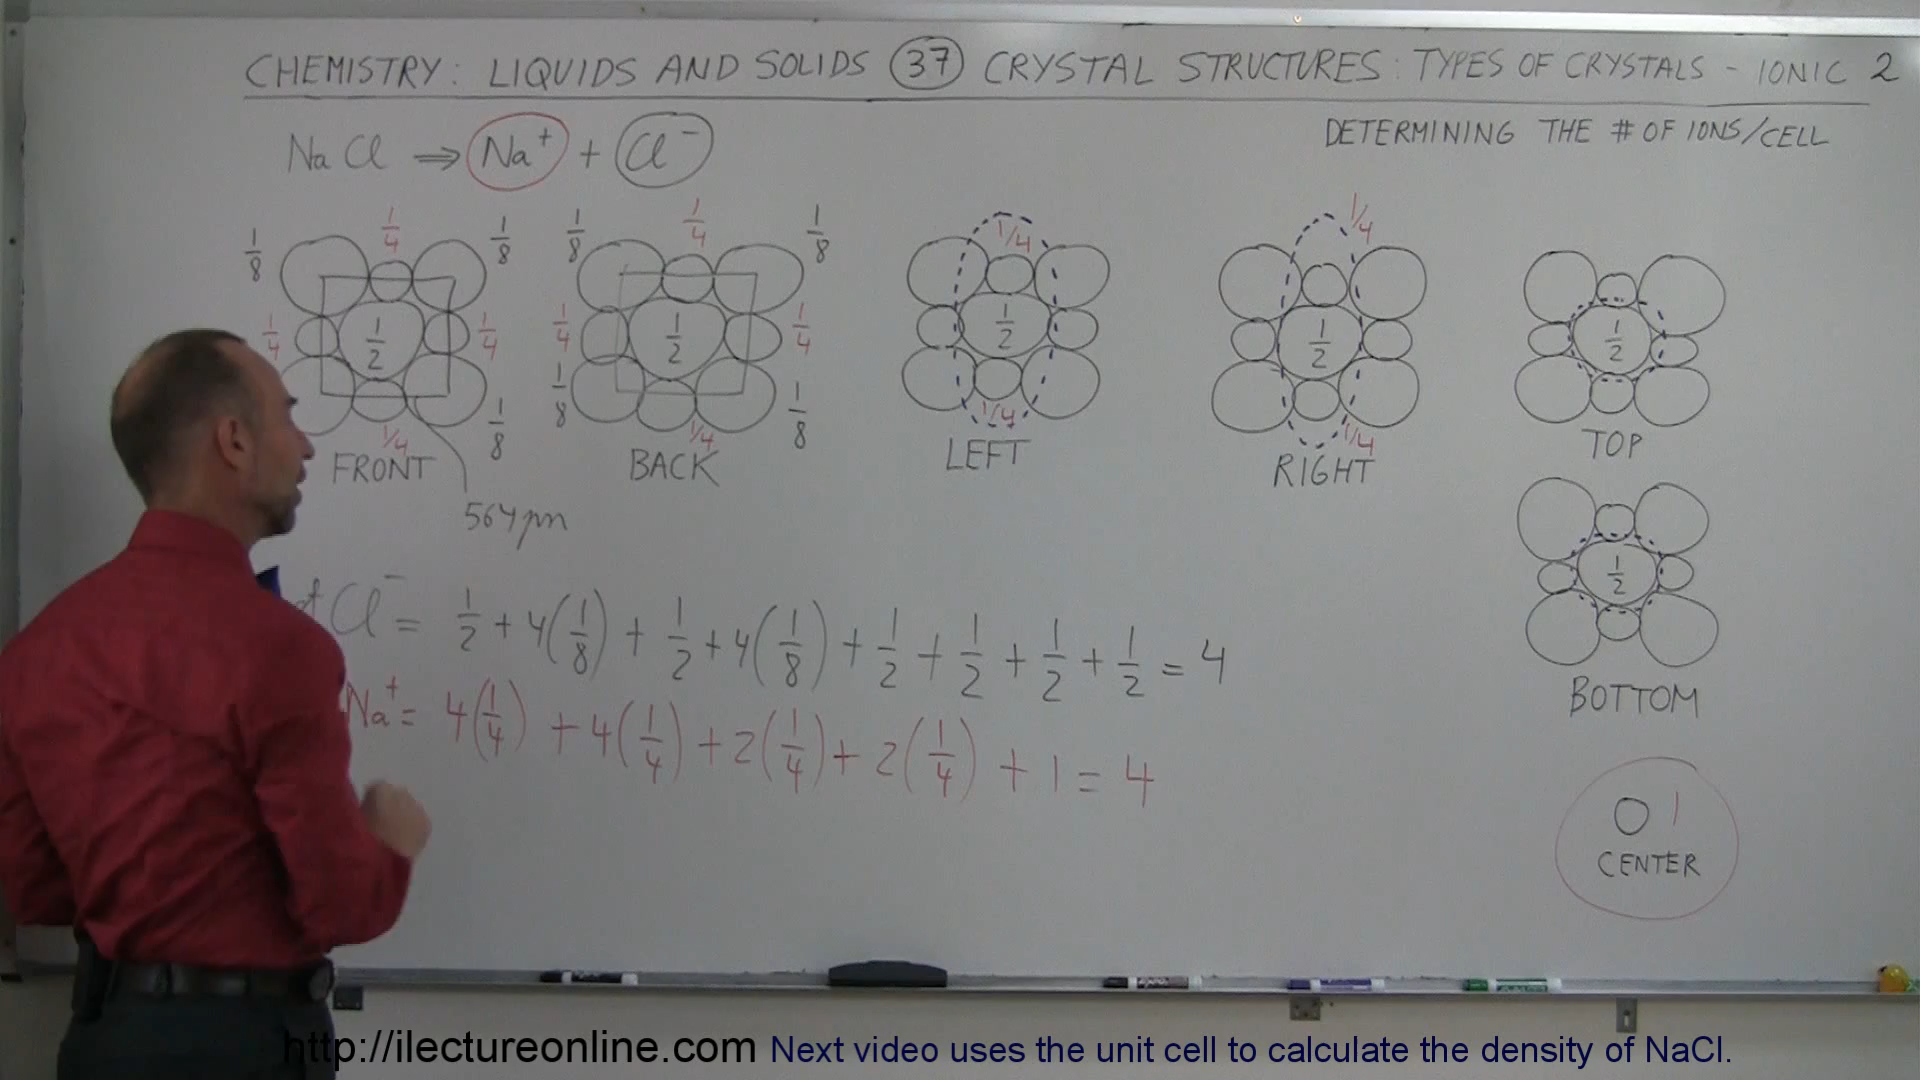 CHEMISTRY: LIQUIDS AND SOLIDS 37 CRYSTAL STRUCTURES: TYPES OF CRYSTALS - IONIC 2
DETERMINING THE # OF IONS/CELL
NaCl ⇒ Na⁺ + Cl⁻
1/8 1/4 1/8
1/4 1/2 1/4
1/4 1/8
FRONT
564 pm
1/8 1/4 1/8
1/4 1/2 1/4
1/8 1/4 1/8
BACK
1/4
1/2
1/4
LEFT
1/4
1/2
1/4
RIGHT
1/2
TOP
1/2
BOTTOM
Cl⁻ = 1/2 + 4(1/8) + 1/2 + 4(1/8) + 1/2 + 1/2 + 1/2 + 1/2 = 4
Na⁺ = 4(1/4) + 4(1/4) + 2(1/4) + 2(1/4) + 1 = 4
1
CENTER
http://ilectureonline.com Next video uses the unit cell to calculate the density of NaCl.